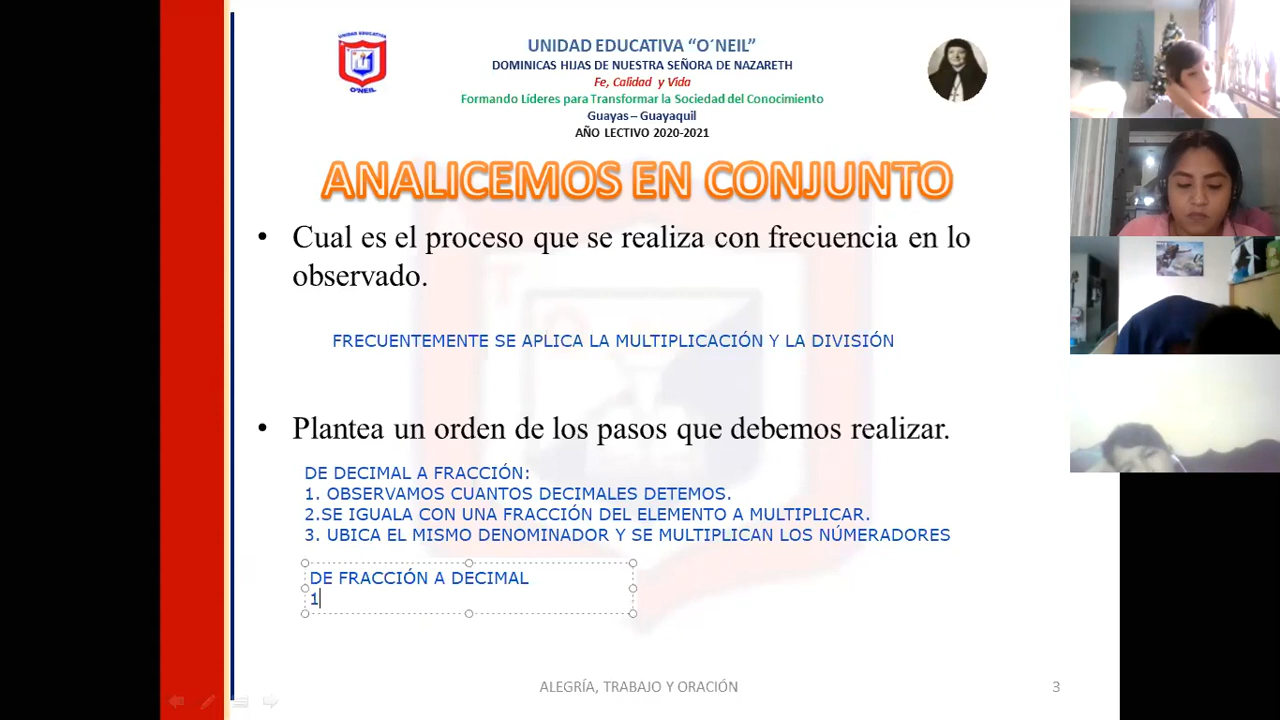 UNIDAD EDUCATIVA
O'NEIL
UNIDAD EDUCATIVA “O´NEIL”
DOMINICAS HIJAS DE NUESTRA SEÑORA DE NAZARETH
Fe, Calidad y Vida
Formando Líderes para Transformar la Sociedad del Conocimiento
Guayas – Guayaquil
AÑO LECTIVO 2020-2021
ANALICEMOS EN CONJUNTO
• Cual es el proceso que se realiza con frecuencia en lo
observado.
FRECUENTEMENTE SE APLICA LA MULTIPLICACIÓN Y LA DIVISIÓN
• Plantea un orden de los pasos que debemos realizar.
DE DECIMAL A FRACCIÓN:
1. OBSERVAMOS CUANTOS DECIMALES DETEMOS.
2.SE IGUALA CON UNA FRACCIÓN DEL ELEMENTO A MULTIPLICAR.
3. UBICA EL MISMO DENOMINADOR Y SE MULTIPLICAN LOS NÚMERADORES
DE FRACCIÓN A DECIMAL
1
ALEGRÍA, TRABAJO Y ORACIÓN
3